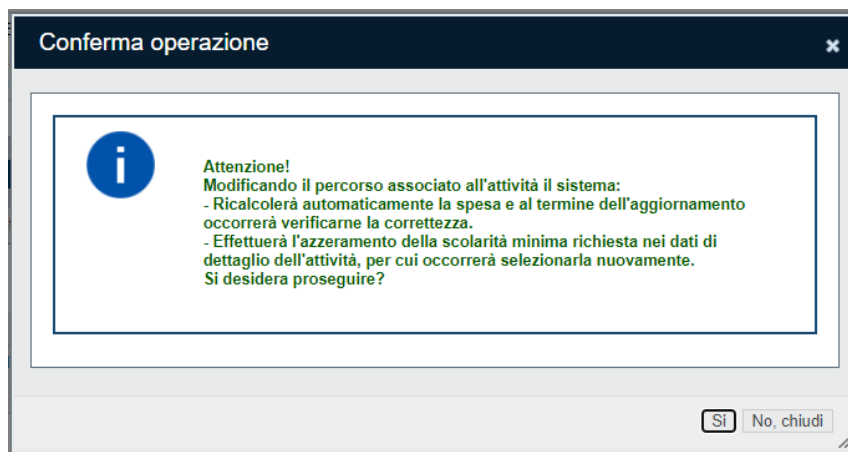 Conferma operazione
Attenzione!
Modificando il percorso associato all'attività il sistema:
- Ricalcolerà automaticamente la spesa e al termine dell'aggiornamento
occorrerà verificarne la correttezza.
- Effettuerà l'azzeramento della scolarità minima richiesta nei dati di
dettaglio dell'attività, per cui occorrerà selezionarla nuovamente.
Si desidera proseguire?
Si No, chiudi